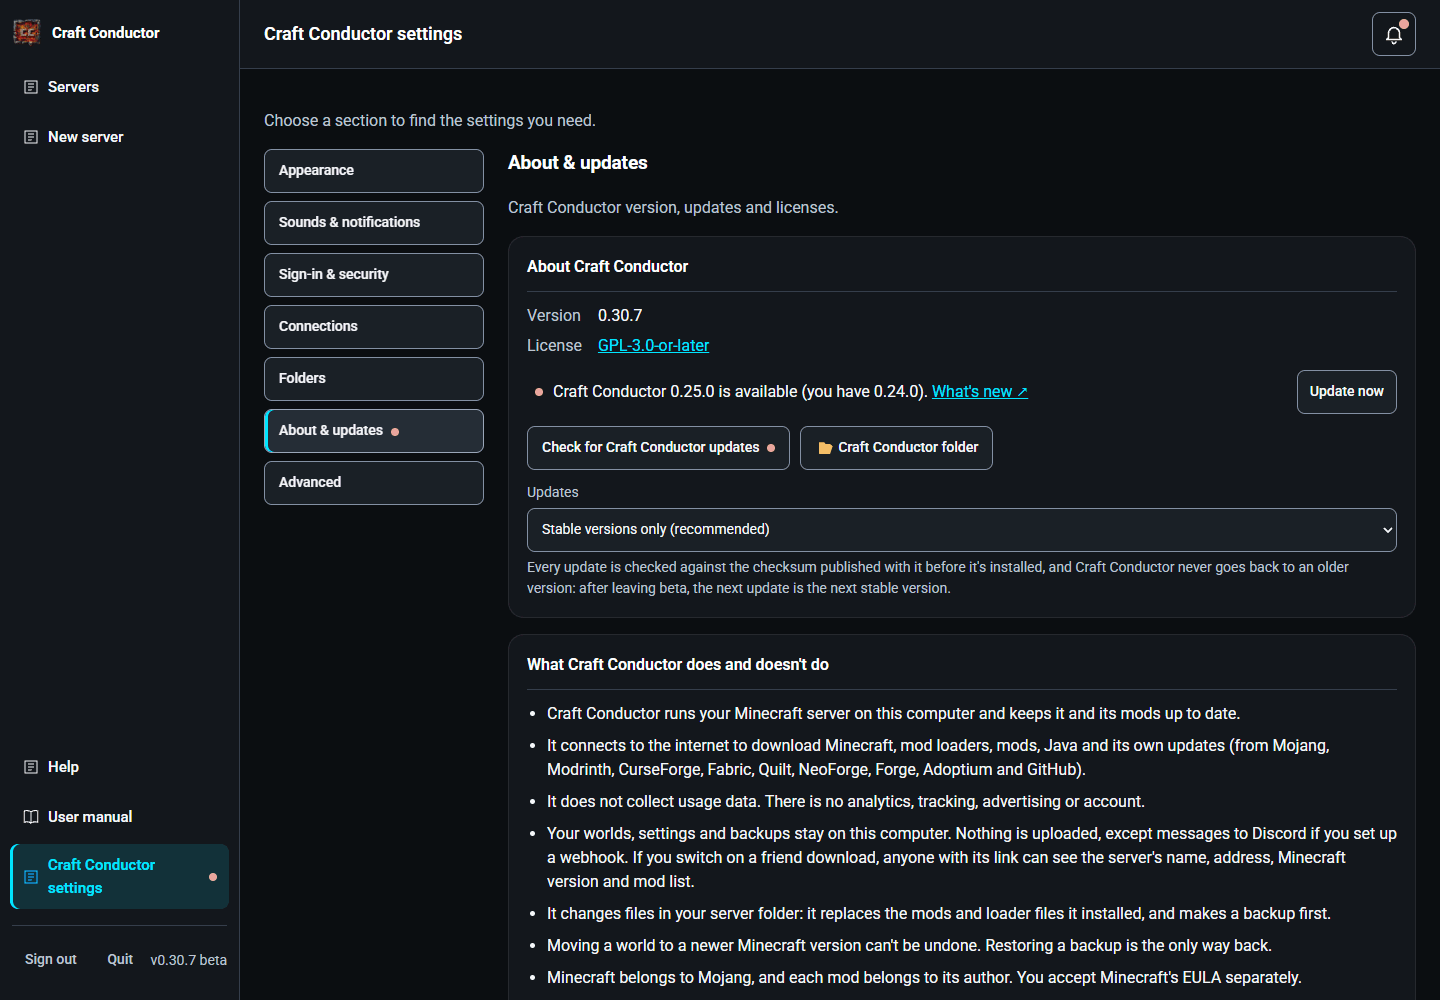 Craft Conductor
Servers
New server
Help
User manual
Craft Conductor
settings
Sign out
Quit
v0.30.7 beta
Craft Conductor settings
Choose a section to find the settings you need.
Appearance
Sounds & notifications
Sign-in & security
Connections
Folders
About & updates
Advanced
About & updates
Craft Conductor version, updates and licenses.
About Craft Conductor
Version 0.30.7
License GPL-3.0-or-later
Craft Conductor 0.25.0 is available (you have 0.24.0). What's new ↗
Update now
Check for Craft Conductor updates
Craft Conductor folder
Updates
Stable versions only (recommended)
Every update is checked against the checksum published with it before it's installed, and Craft Conductor never goes back to an older
version: after leaving beta, the next update is the next stable version.
What Craft Conductor does and doesn't do
• Craft Conductor runs your Minecraft server on this computer and keeps it and its mods up to date.
• It connects to the internet to download Minecraft, mod loaders, mods, Java and its own updates (from Mojang,
Modrinth, CurseForge, Fabric, Quilt, NeoForge, Forge, Adoptium and GitHub).
• It does not collect usage data. There is no analytics, tracking, advertising or account.
• Your worlds, settings and backups stay on this computer. Nothing is uploaded, except messages to Discord if you set up
a webhook. If you switch on a friend download, anyone with its link can see the server's name, address, Minecraft
version and mod list.
• It changes files in your server folder: it replaces the mods and loader files it installed, and makes a backup first.
• Moving a world to a newer Minecraft version can't be undone. Restoring a backup is the only way back.
• Minecraft belongs to Mojang, and each mod belongs to its author. You accept Minecraft's EULA separately.